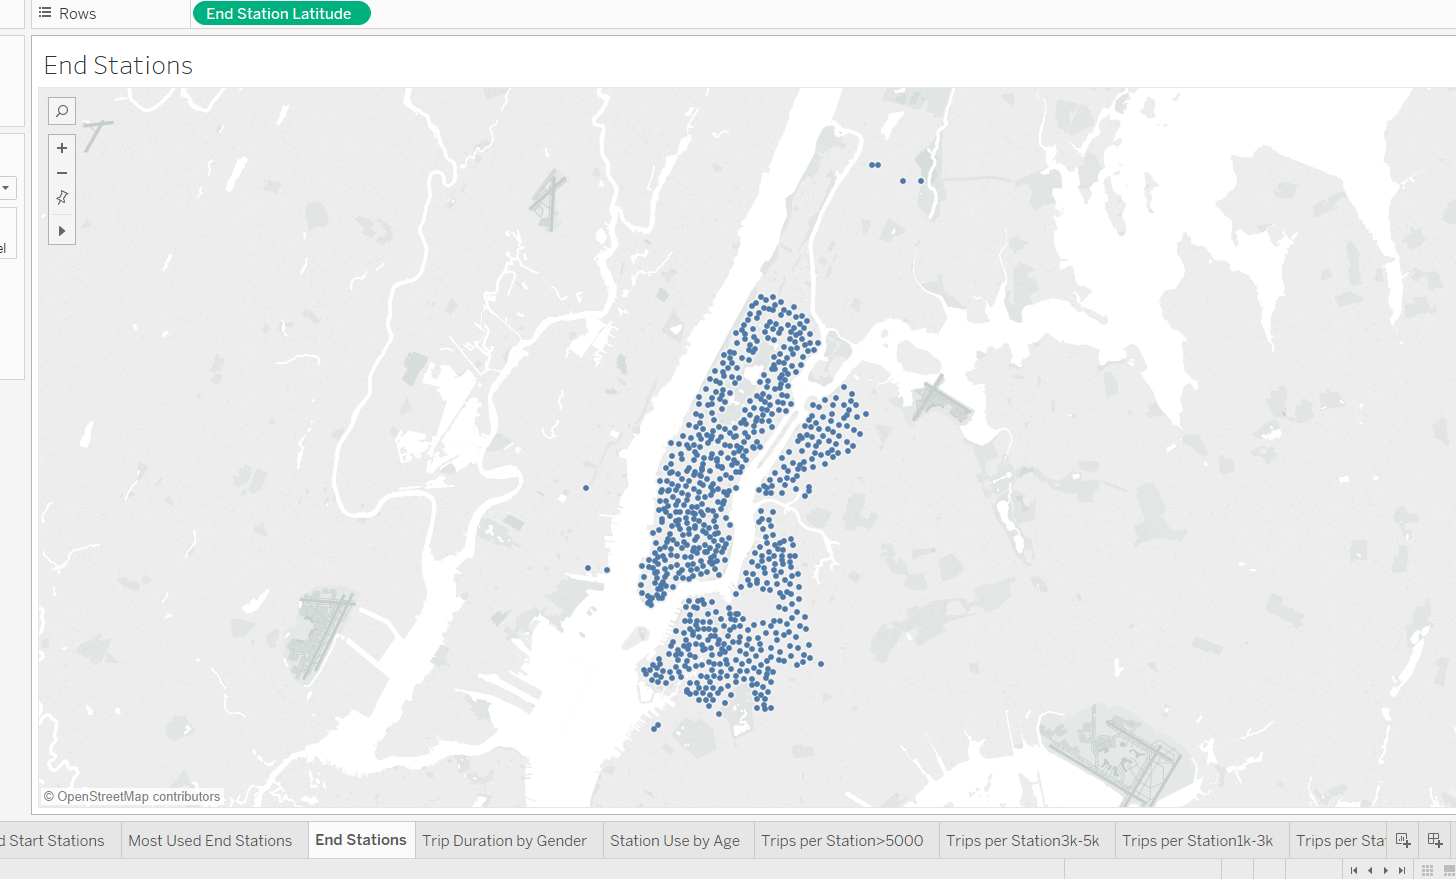 Rows
End Station Latitude
End Stations
el
© OpenStreetMap contributors
d Start Stations
Most Used End Stations
End Stations
Trip Duration by Gender
Station Use by Age
Trips per Station>5000
Trips per Station3k-5k
Trips per Station1k-3k
Trips per Sta